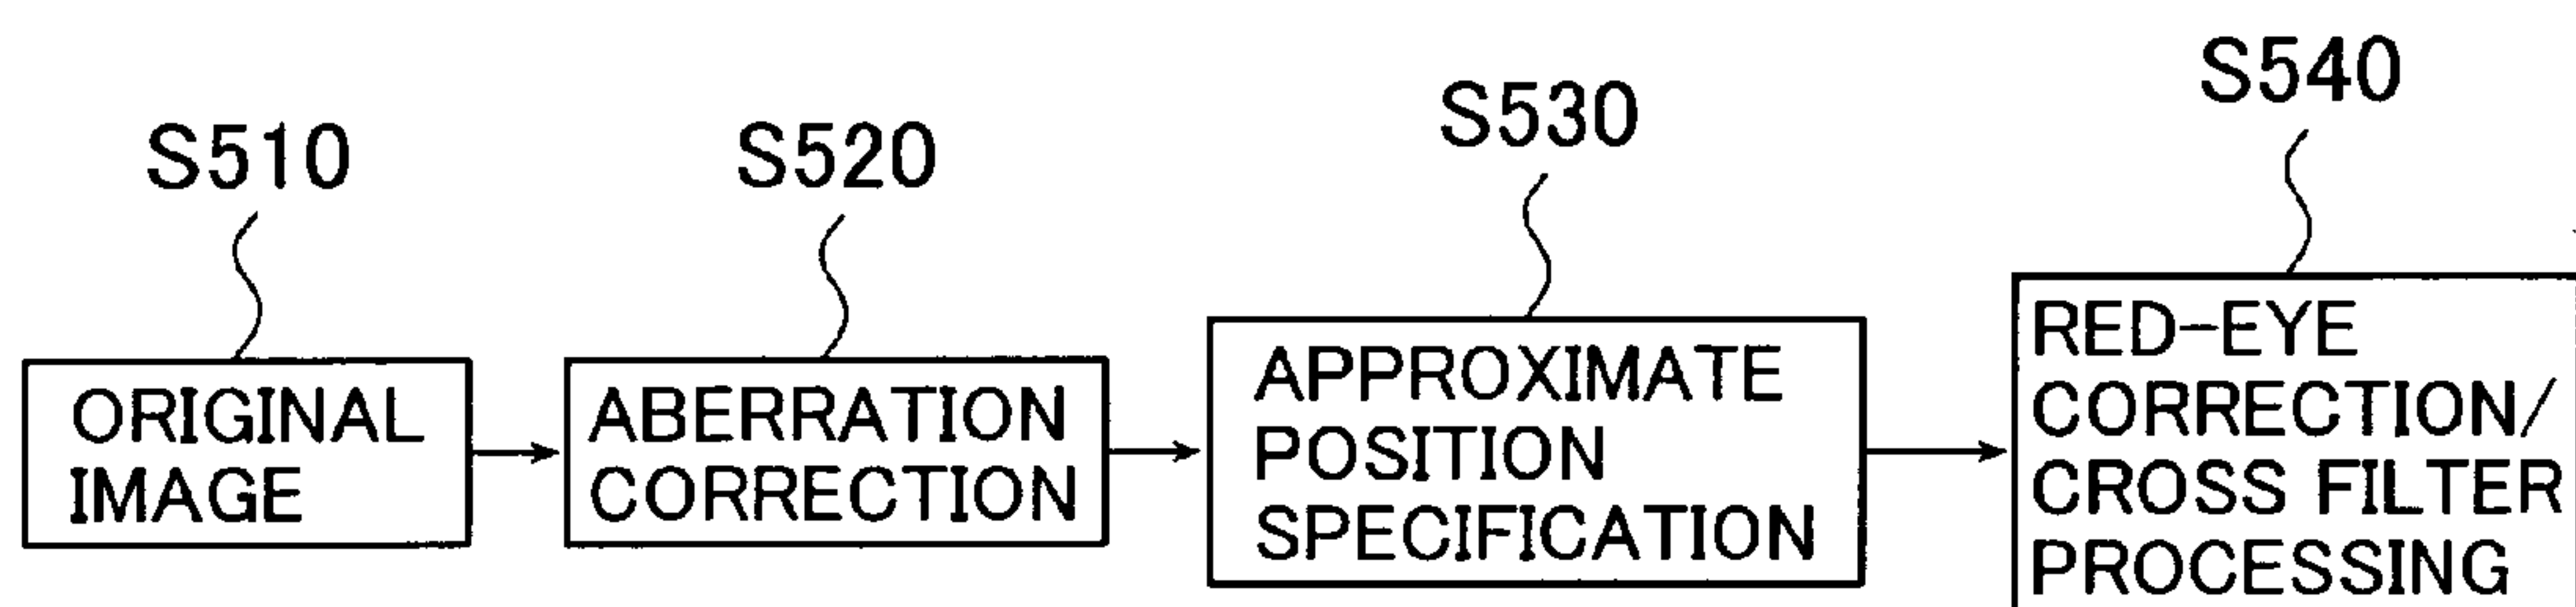 S510
S520
S530
S540
ORIGINAL
IMAGE
ABERRATION
CORRECTION
APPROXIMATE
POSITION
SPECIFICATION
RED-EYE
CORRECTION/
CROSS FILTER
PROCESSING